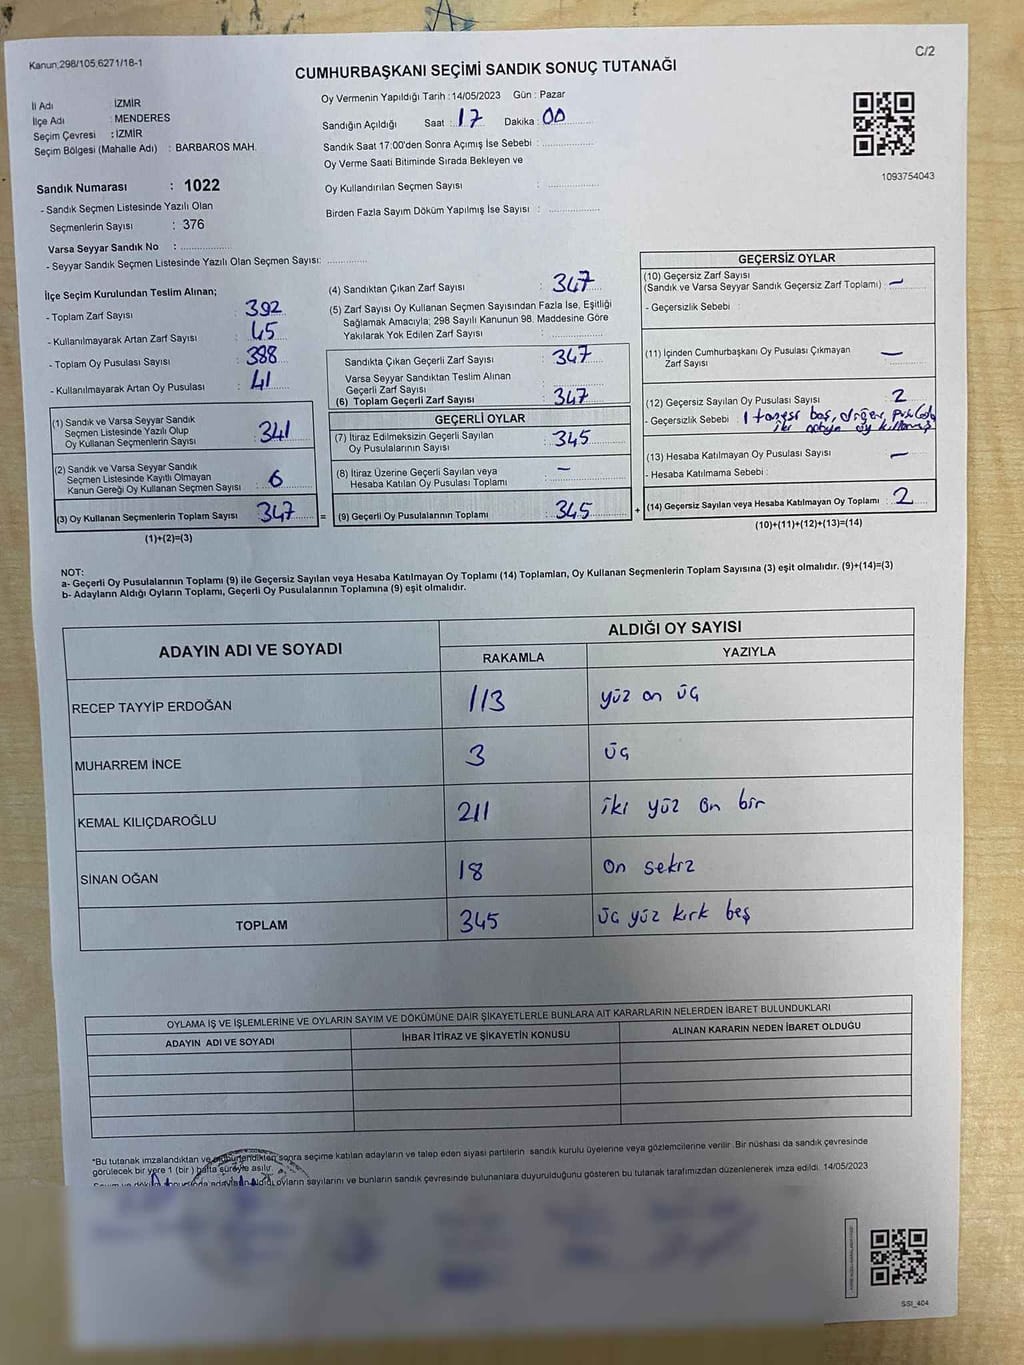 Kanun;298/105;6271/18-1
C/2
CUMHURBAŞKANI SEÇİMİ SANDIK SONUÇ TUTANAĞI
İl Adı : İZMİR
İlçe Adı : MENDERES
Seçim Çevresi : İZMİR
Seçim Bölgesi (Mahalle Adı) : BARBAROS MAH.
Oy Vermenin Yapıldığı Tarih : 14/05/2023 Gün : Pazar
Sandığın Açıldığı Saat : 17 Dakika : 00
Sandık Saat 17:00'den Sonra Açımış İse Sebebi :
Oy Verme Saati Bitiminde Sırada Bekleyen ve
Oy Kullandırılan Seçmen Sayısı :
Birden Fazla Sayım Döküm Yapılmış İse Sayısı :
1093754043
Sandık Numarası : 1022
- Sandık Seçmen Listesinde Yazılı Olan
Seçmenlerin Sayısı : 376
Varsa Seyyar Sandık No :
- Seyyar Sandık Seçmen Listesinde Yazılı Olan Seçmen Sayısı:
İlçe Seçim Kurulundan Teslim Alınan;
- Toplam Zarf Sayısı : 392
- Kullanılmayarak Artan Zarf Sayısı : 45
- Toplam Oy Pusulası Sayısı : 388
- Kullanılmayarak Artan Oy Pusulası : 41
(1) Sandık ve Varsa Seyyar Sandık
Seçmen Listesinde Yazılı Olup
Oy Kullanan Seçmenlerin Sayısı : 341
(2) Sandık ve Varsa Seyyar Sandık
Seçmen Listesinde Kayıtlı Olmayan
Kanun Gereği Oy Kullanan Seçmen Sayısı : 6
(3) Oy Kullanan Seçmenlerin Toplam Sayısı : 347 =
(1)+(2)=(3)
(4) Sandıktan Çıkan Zarf Sayısı : 347
(5) Zarf Sayısı Oy Kullanan Seçmen Sayısından Fazla İse, Eşitliği
Sağlamak Amacıyla; 298 Sayılı Kanunun 98. Maddesine Göre
Yakılarak Yok Edilen Zarf Sayısı :
Sandıkta Çıkan Geçerli Zarf Sayısı : 347
Varsa Seyyar Sandıktan Teslim Alınan
Geçerli Zarf Sayısı :
(6) Toplam Geçerli Zarf Sayısı : 347
GEÇERLİ OYLAR
(7) İtiraz Edilmeksizin Geçerli Sayılan
Oy Pusulalarının Sayısı : 345
(8) İtiraz Üzerine Geçerli Sayılan veya
Hesaba Katılan Oy Pusulası Toplamı : —
(9) Geçerli Oy Pusulalarının Toplamı : 345 +
GEÇERSİZ OYLAR
(10) Geçersiz Zarf Sayısı
(Sandık ve Varsa Seyyar Sandık Geçersiz Zarf Toplamı) : —
- Geçersizlik Sebebi :
(11) İçinden Cumhurbaşkanı Oy Pusulası Çıkmayan
Zarf Sayısı : —
(12) Geçersiz Sayılan Oy Pusulası Sayısı : 2
- Geçersizlik Sebebi : 1 tanesi boş, diğer
iki adaya oy kullanmış
(13) Hesaba Katılmayan Oy Pusulası Sayısı : —
- Hesaba Katılmama Sebebi :
(14) Geçersiz Sayılan veya Hesaba Katılmayan Oy Toplamı : 2
(10)+(11)+(12)+(13)=(14)
NOT:
a- Geçerli Oy Pusulalarının Toplamı (9) ile Geçersiz Sayılan veya Hesaba Katılmayan Oy Toplamı (14) Toplamları, Oy Kullanan Seçmenlerin Toplam Sayısına (3) eşit olmalıdır. (9)+(14)=(3)
b- Adayların Aldığı Oyların Toplamı, Geçerli Oy Pusulalarının Toplamına (9) eşit olmalıdır.
ADAYIN ADI VE SOYADI ALDIĞI OY SAYISI
RAKAMLA YAZIYLA
RECEP TAYYİP ERDOĞAN 113 yüz on üç
MUHARREM İNCE 3 üç
KEMAL KILIÇDAROĞLU 211 iki yüz on bir
SİNAN OĞAN 18 On sekiz
TOPLAM 345 üç yüz kırk beş
OYLAMA İŞ VE İŞLEMLERİNE VE OYLARIN SAYIM VE DÖKÜMÜNE DAİR ŞİKAYETLERLE BUNLARA AİT KARARLARIN NELERDEN İBARET BULUNDUKLARI
ADAYIN ADI VE SOYADI İHBAR İTİRAZ VE ŞİKAYETİN KONUSU ALINAN KARARIN NEDEN İBARET OLDUĞU
*Bu tutanak imzalandıktan ve mühürlendikten sonra seçime katılan adayların ve talep eden siyasi partilerin sandık kurulu üyelerine veya gözlemcilerine verilir. Bir nüshası da sandık çevresinde
görülecek bir yere 1 (bir) hafta süreyle asılır.
oyların sayılarını ve bunların sandık çevresinde bulunanlara duyurulduğunu gösteren bu tutanak tarafımızdan düzenlenerek imza edildi. 14/05/2023
SSI_404